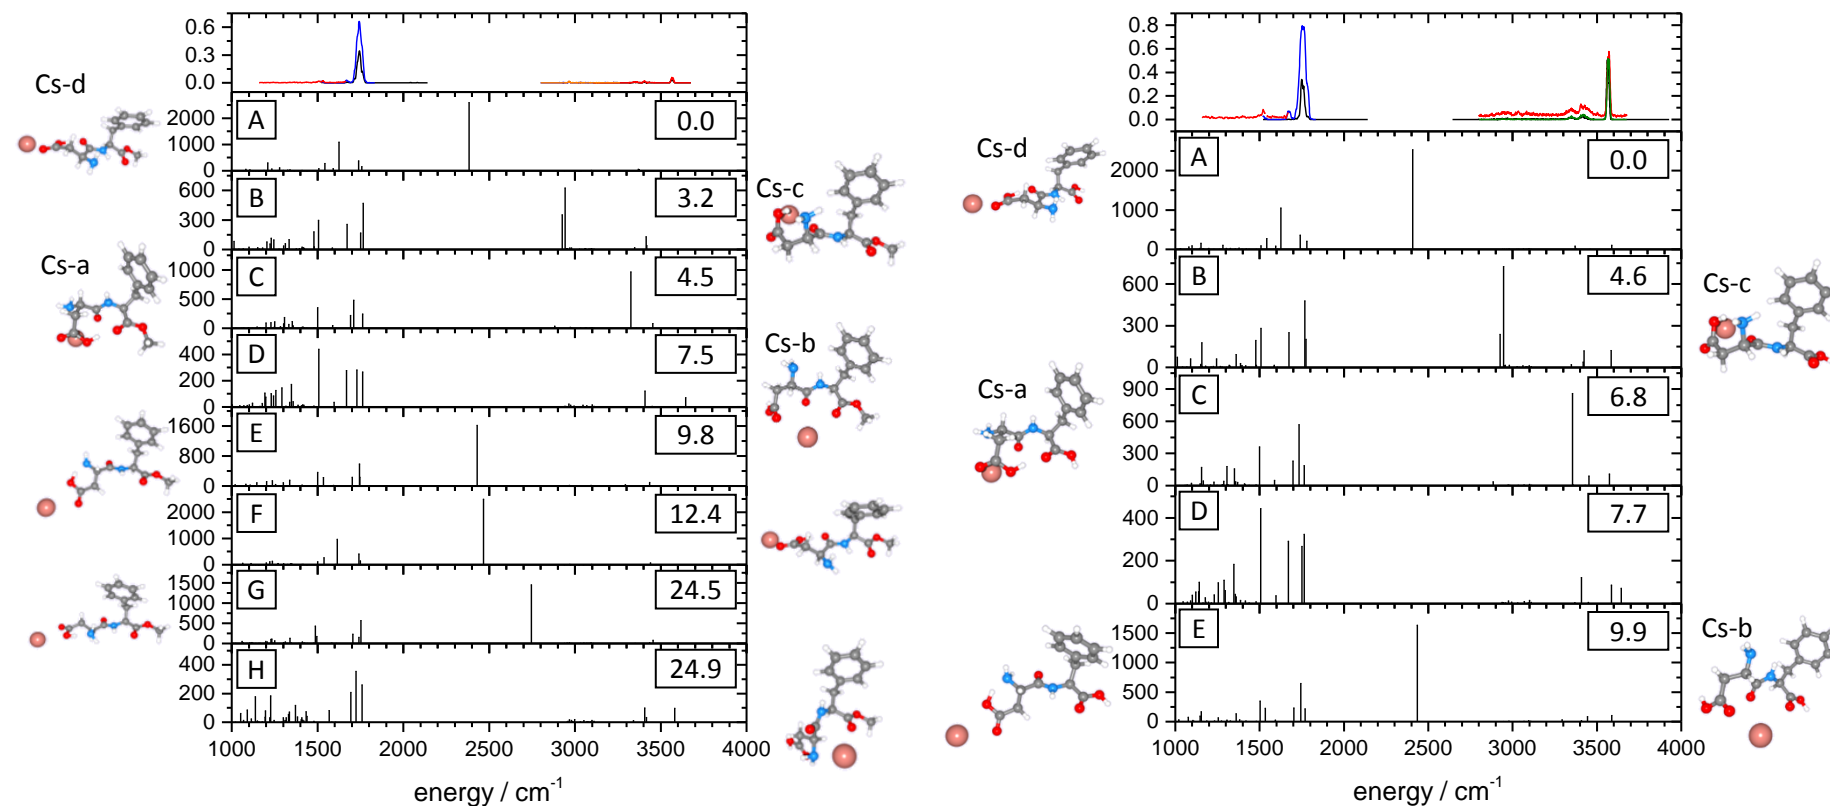 0.6
0.3
0.0
Cs-d
2000
1000
0
A
0.0
600
300
0
B
3.2
Cs-c
Cs-a
1000
500
0
C
4.5
400
200
0
D
7.5
Cs-b
1600
800
0
E
9.8
2000
1000
0
F
12.4
1500
1000
500
0
G
24.5
400
200
0
H
24.9
1000 1500 2000 2500 3000 3500 4000
energy / cm-1
0.8
0.6
0.4
0.2
0.0
Cs-d
2000
1000
0
A
0.0
600
300
0
B
4.6
Cs-c
Cs-a
900
600
300
0
C
6.8
400
200
0
D
7.7
1500
1000
500
0
E
9.9
Cs-b
1000 1500 2000 2500 3000 3500 4000
energy / cm-1